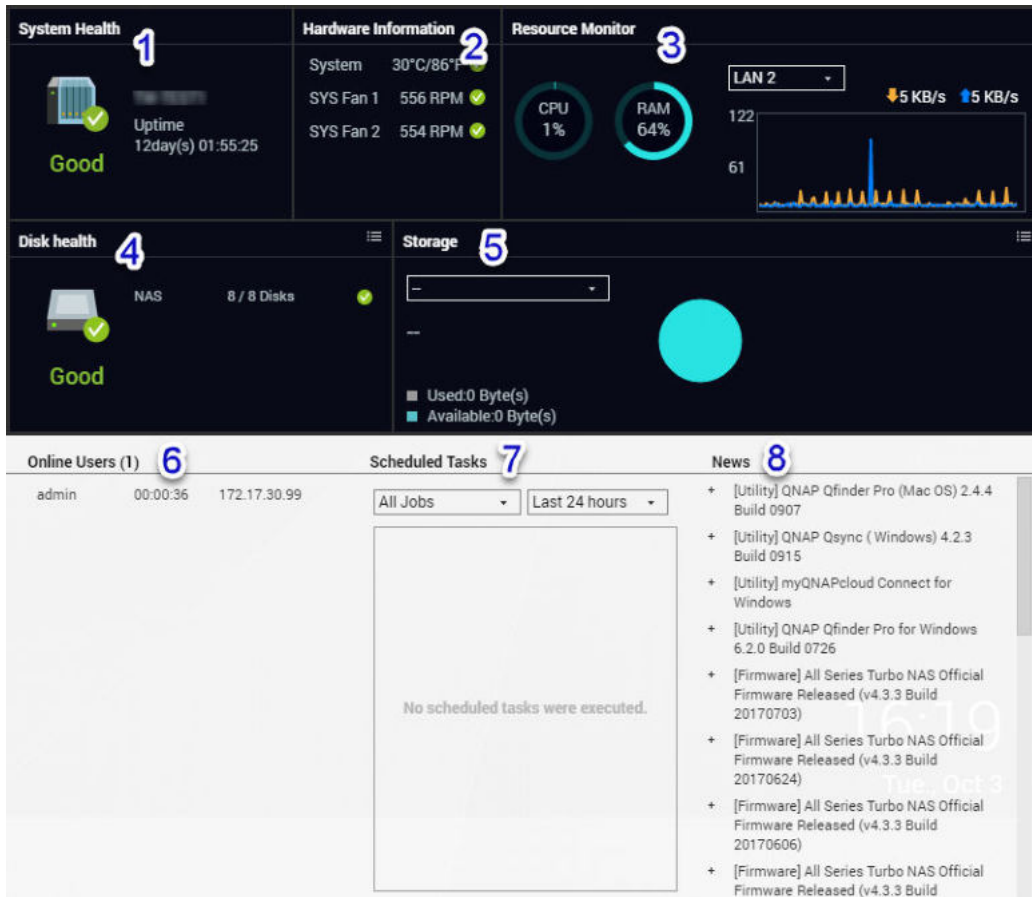 System Health
1
Uptime
12day(s) 01:55:25
Good
Hardware Information
2
System 30°C/86°F
SYS Fan 1 556 RPM
SYS Fan 2 554 RPM
Resource Monitor
3
CPU
1%
RAM
64%
LAN 2
5 KB/s 5 KB/s
122
61
Disk health
4
NAS 8 / 8 Disks
Good
Storage
5
--
--
Used:0 Byte(s)
Available:0 Byte(s)
Online Users (1)
6
admin 00:00:36 172.17.30.99
Scheduled Tasks
7
All Jobs Last 24 hours
No scheduled tasks were executed.
News
8
+ [Utility] QNAP Qfinder Pro (Mac OS) 2.4.4
Build 0907
+ [Utility] QNAP Qsync ( Windows) 4.2.3
Build 0915
+ [Utility] myQNAPcloud Connect for
Windows
+ [Utility] QNAP Qfinder Pro for Windows
6.2.0 Build 0726
+ [Firmware] All Series Turbo NAS Official
Firmware Released (v4.3.3 Build
20170703)
+ [Firmware] All Series Turbo NAS Official
Firmware Released (v4.3.3 Build
20170624)
+ [Firmware] All Series Turbo NAS Official
Firmware Released (v4.3.3 Build
20170606)
+ [Firmware] All Series Turbo NAS Official
Firmware Released (v4.3.3 Build
16:19
Tue., Oct 3